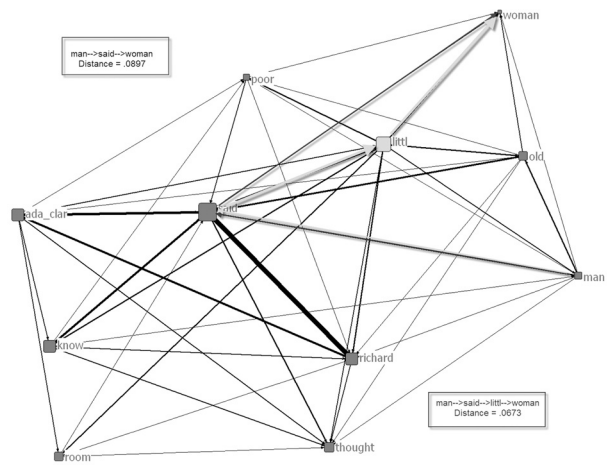 woman
man-->said-->woman
Distance = .0897
poor
littl
old
said
ada_clar
man
know
richard
man-->said-->littl-->woman
Distance = .0673
thought
room